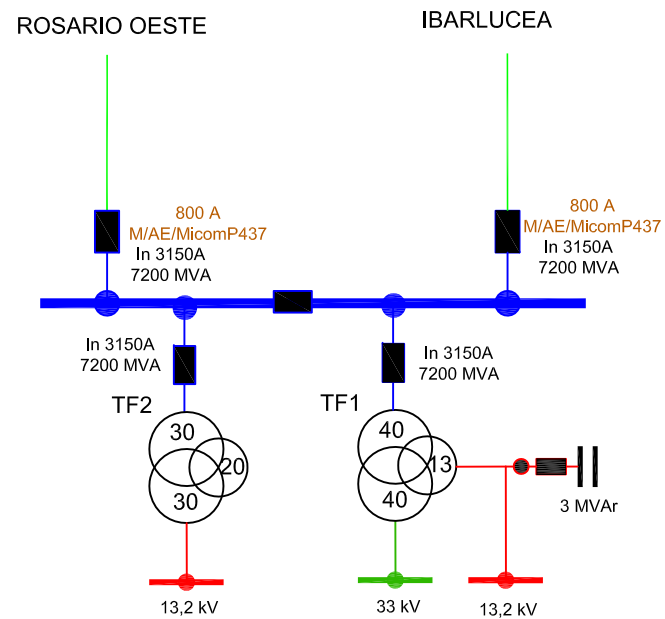 ROSARIO OESTE
IBARLUCEA
800 A
M/AE/MicomP437
In 3150A
7200 MVA
800 A
M/AE/MicomP437
In 3150A
7200 MVA
In 3150A
7200 MVA
In 3150A
7200 MVA
TF2
TF1
30
20
30
40
13
40
3 MVAr
13,2 kV
33 kV
13,2 kV